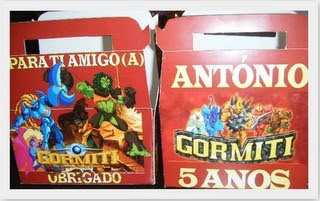 PARA TI AMIGO(A)
GORMITI
OBRIGADO
ANTÓNIO
GORMITI
5 ANOS